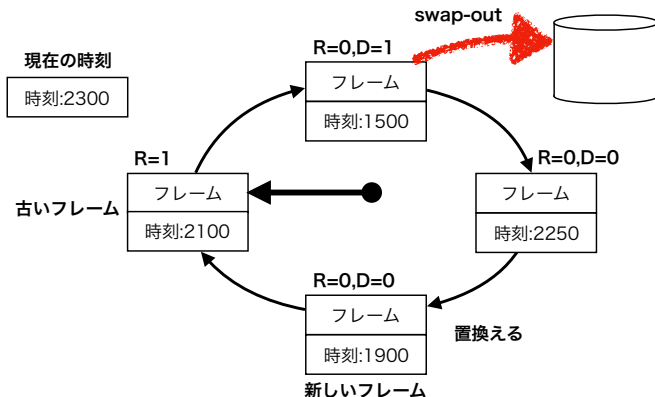 swap-out
R=0,D=1
現在の時刻
フレーム
時刻:2300
時刻:1500
R=1
R=0,D=0
フレーム
フレーム
古いフレーム
時刻:2100
時刻:2250
R=0,D=0
フレーム
置換える
時刻:1900
新しいフレーム